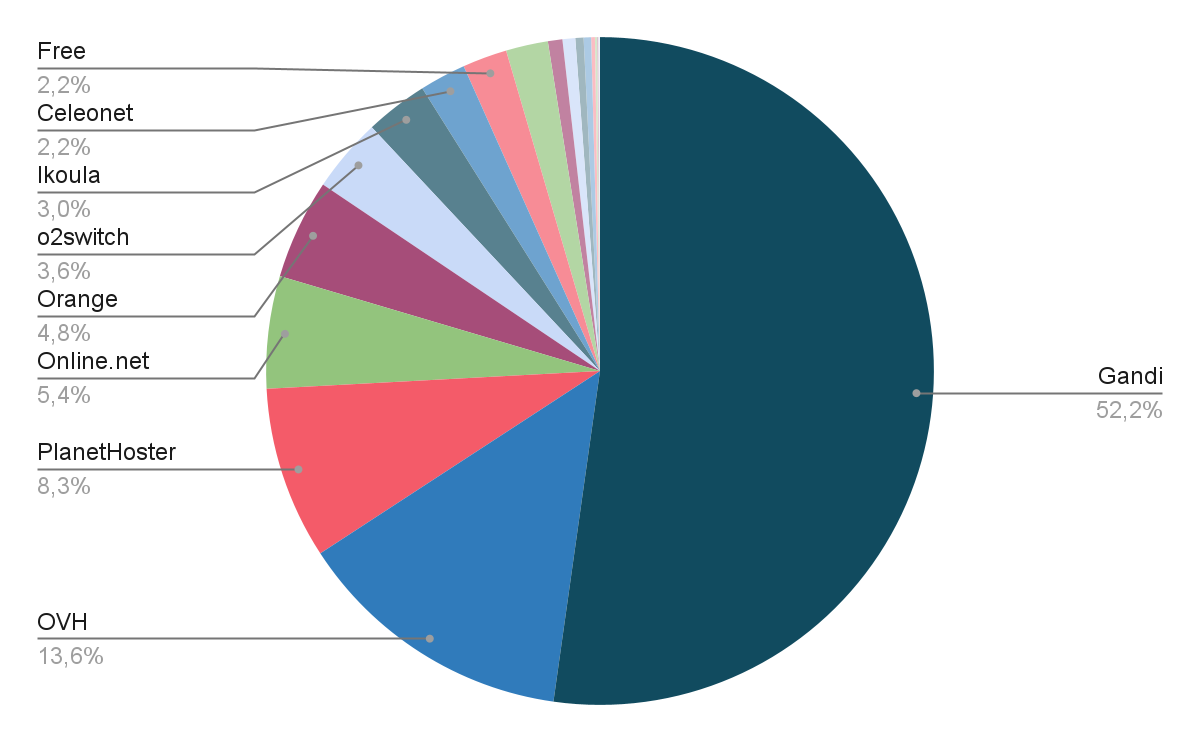 Free
2,2%
Celeonet
2,2%
Ikoula
3,0%
o2switch
3,6%
Orange
4,8%
Online.net
5,4%
PlanetHoster
8,3%
OVH
13,6%
Gandi
52,2%